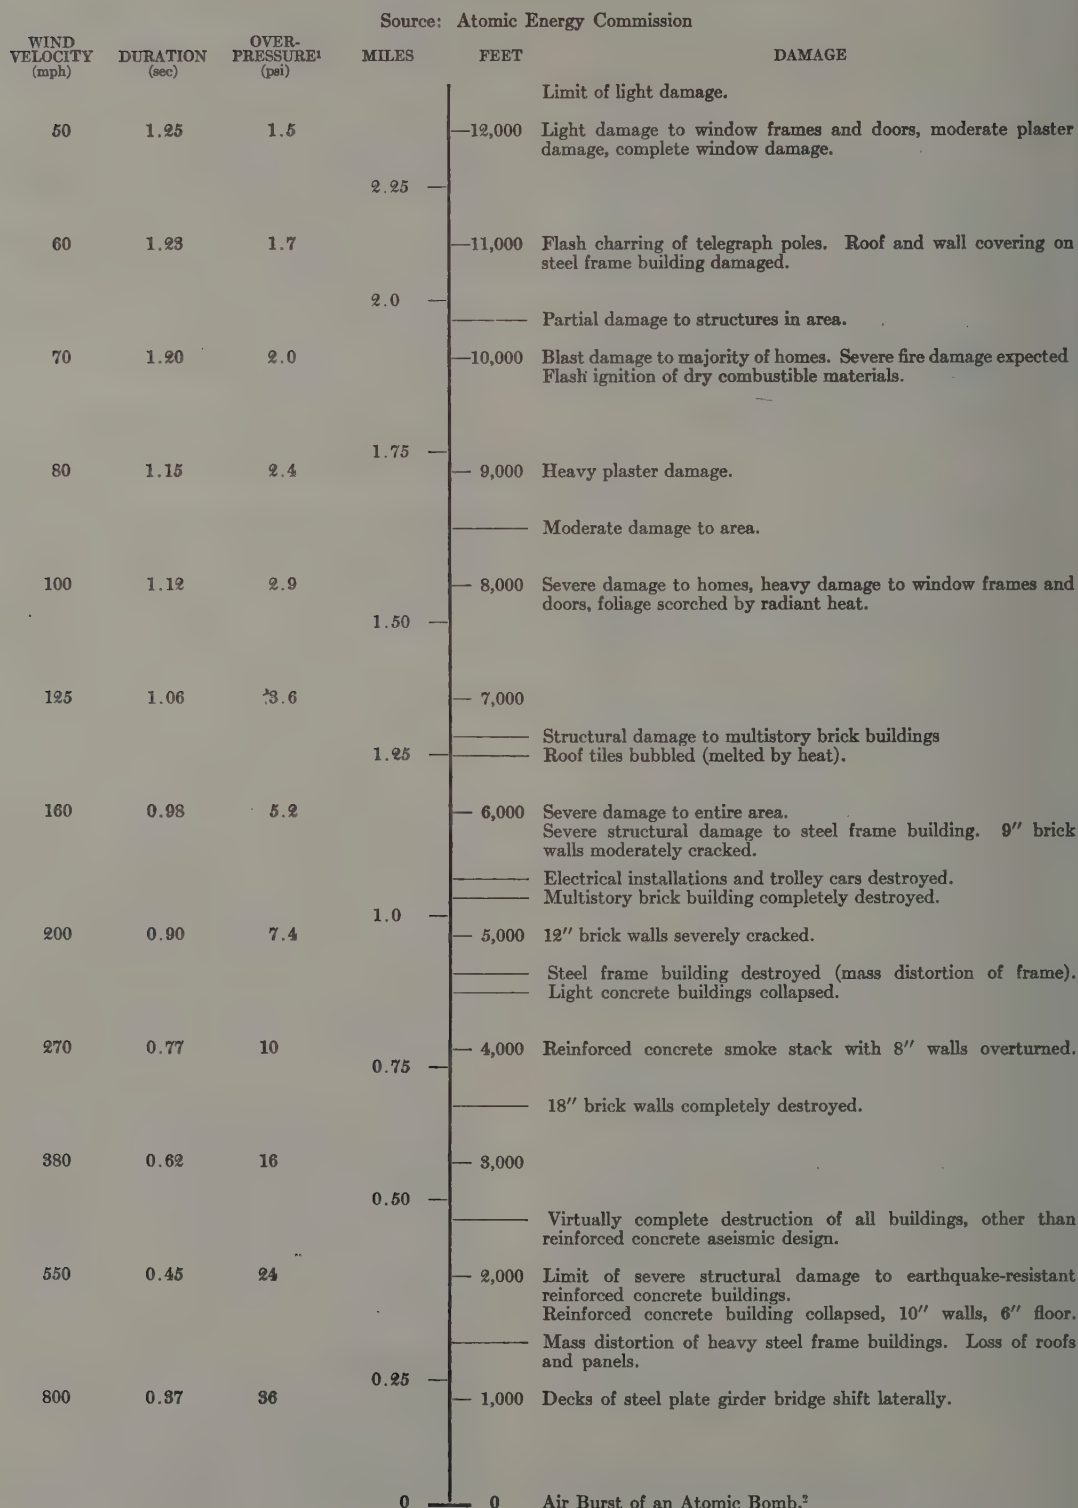 Source: Atomic Energy Commission
WIND VELOCITY (mph) DURATION (sec) OVER-PRESSURE¹ (psi) MILES FEET DAMAGE
Limit of light damage.
50 1.25 1.5 12,000 Light damage to window frames and doors, moderate plaster
damage, complete window damage.
2.25
60 1.23 1.7 11,000 Flash charring of telegraph poles. Roof and wall covering on
steel frame building damaged.
2.0
Partial damage to structures in area.
70 1.20 2.0 10,000 Blast damage to majority of homes. Severe fire damage expected
Flash ignition of dry combustible materials.
1.75
80 1.15 2.4 9,000 Heavy plaster damage.
Moderate damage to area.
100 1.12 2.9 8,000 Severe damage to homes, heavy damage to window frames and
doors, foliage scorched by radiant heat.
1.50
125 1.06 3.6 7,000
Structural damage to multistory brick buildings
1.25 Roof tiles bubbled (melted by heat).
160 0.98 5.2 6,000 Severe damage to entire area.
Severe structural damage to steel frame building. 9″ brick
walls moderately cracked.
Electrical installations and trolley cars destroyed.
Multistory brick building completely destroyed.
1.0
200 0.90 7.4 5,000 12″ brick walls severely cracked.
Steel frame building destroyed (mass distortion of frame).
Light concrete buildings collapsed.
270 0.77 10 4,000 Reinforced concrete smoke stack with 8″ walls overturned.
0.75
18″ brick walls completely destroyed.
380 0.62 16 3,000
0.50
Virtually complete destruction of all buildings, other than
reinforced concrete aseismic design.
550 0.45 24 2,000 Limit of severe structural damage to earthquake-resistant
reinforced concrete buildings.
Reinforced concrete building collapsed, 10″ walls, 6″ floor.
Mass distortion of heavy steel frame buildings. Loss of roofs
and panels.
0.25
800 0.37 36 1,000 Decks of steel plate girder bridge shift laterally.
0 0 Air Burst of an Atomic Bomb.²